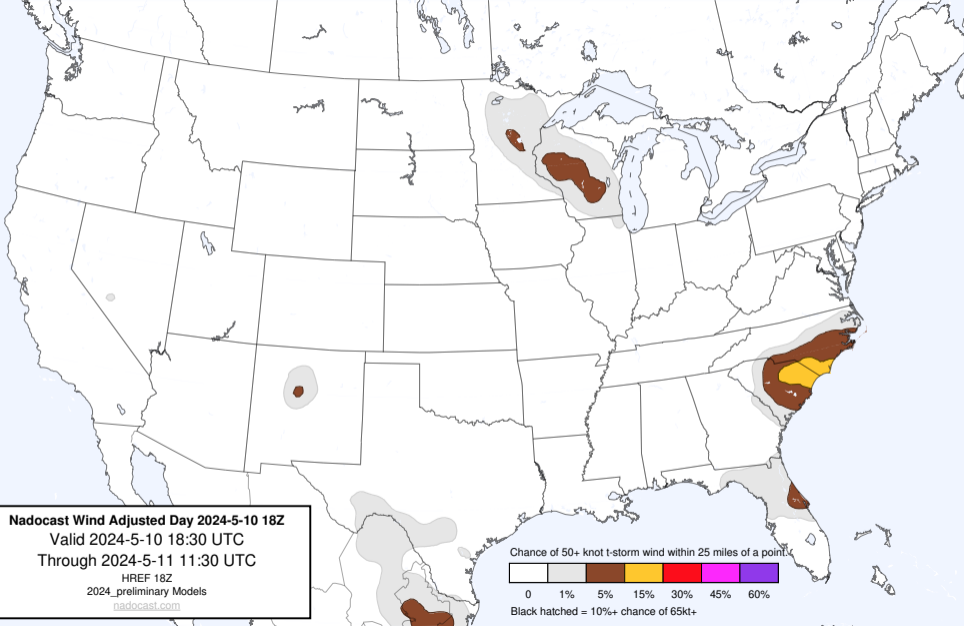 Nadocast Wind Adjusted Day 2024-5-10 18Z
Valid 2024-5-10 18:30 UTC
Through 2024-5-11 11:30 UTC
HREF 18Z
2024_preliminary Models
nadocast.com
Chance of 50+ knot t-storm wind within 25 miles of a point.
0 1% 5% 15% 30% 45% 60%
Black hatched = 10%+ chance of 65kt+